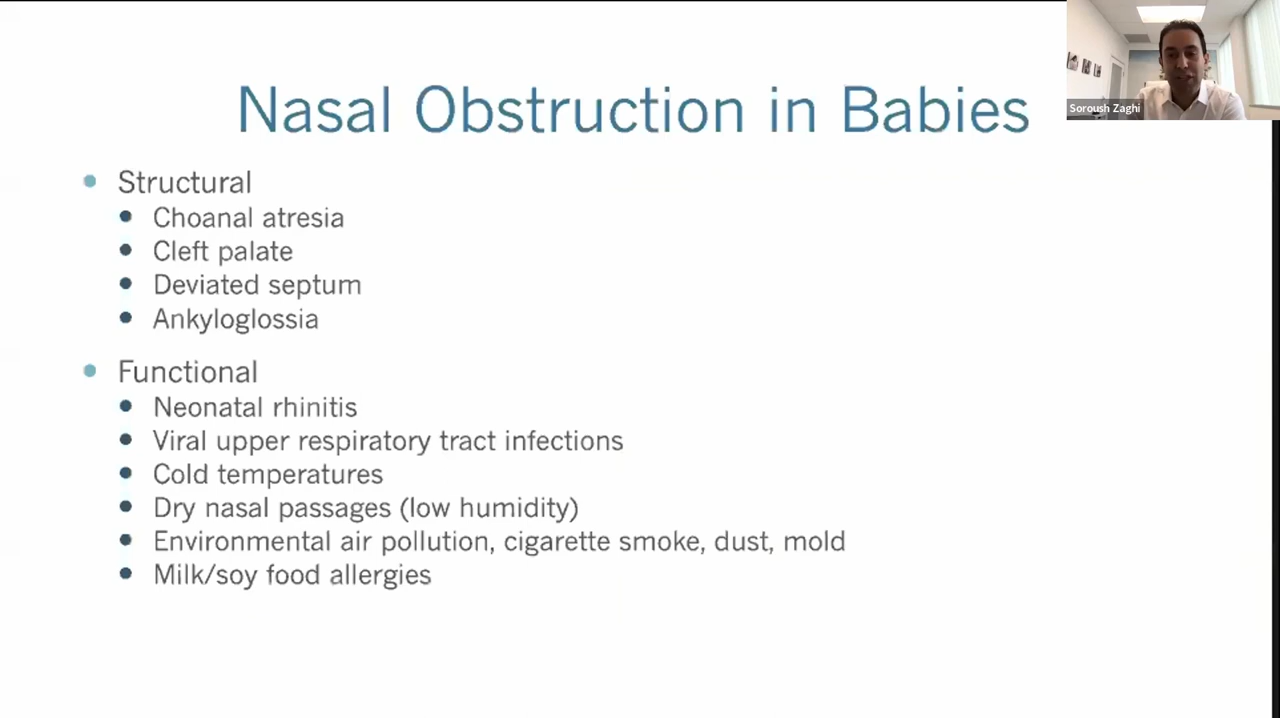 Nasal Obstruction in Babies
Soroush Zaghi
Structural
Choanal atresia
Cleft palate
Deviated septum
Ankyloglossia
Functional
Neonatal rhinitis
Viral upper respiratory tract infections
Cold temperatures
Dry nasal passages (low humidity)
Environmental air pollution, cigarette smoke, dust, mold
Milk/soy food allergies